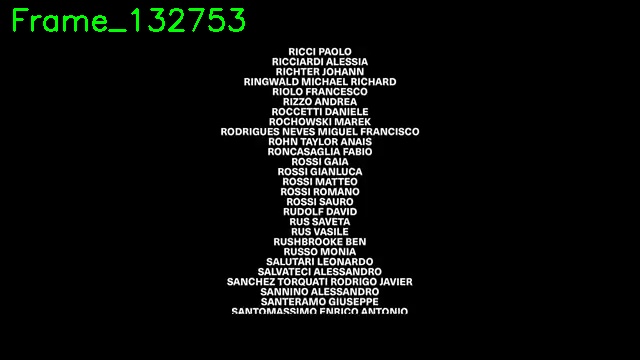 Frame_132753
RICCI PAOLO
RICCIARDI ALESSIA
RICHTER JOHANN
RINGWALD MICHAEL RICHARD
RIOLO FRANCESCO
RIZZO ANDREA
ROCCETTI DANIELE
ROCHOWSKI MAREK
RODRIGUES NEVES MIGUEL FRANCISCO
ROHN TAYLOR ANAIS
RONCASAGLIA FABIO
ROSSI GAIA
ROSSI GIANLUCA
ROSSI MATTEO
ROSSI ROMANO
ROSSI SAURO
RUDOLF DAVID
RUS SAVETA
RUS VASILE
RUSHBROOKE BEN
RUSSO MONIA
SALUTARI LEONARDO
SALVATECI ALESSANDRO
SANCHEZ TORQUATI RODRIGO JAVIER
SANNINO ALESSANDRO
SANTERAMO GIUSEPPE
SANTOMASSIMO ENRICO ANTONIO